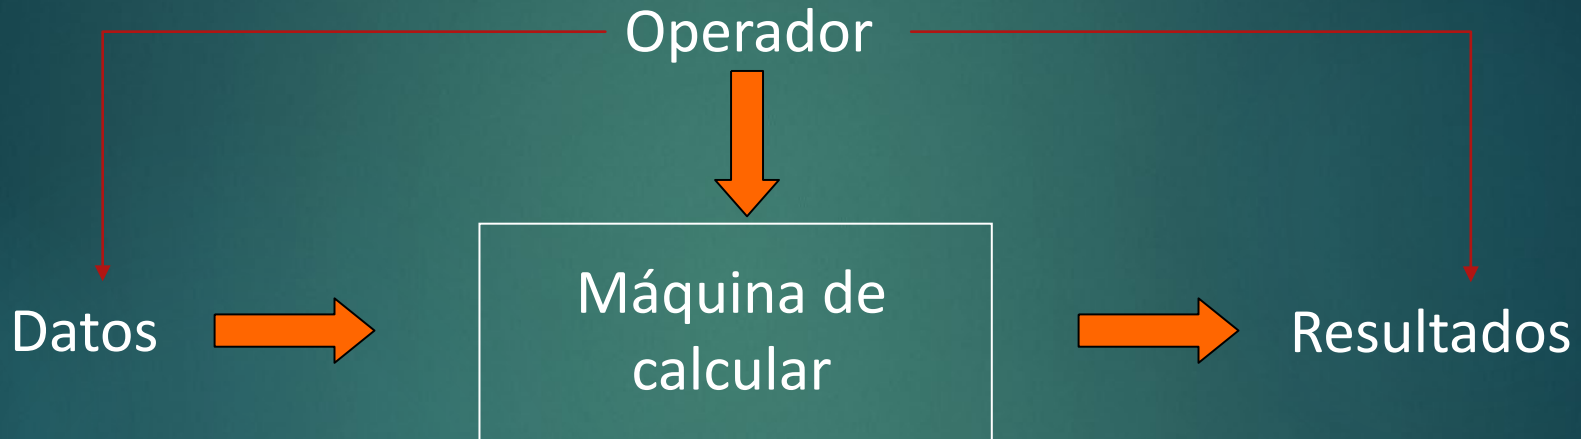 Operador
Máquina de
calcular
Datos
Resultados